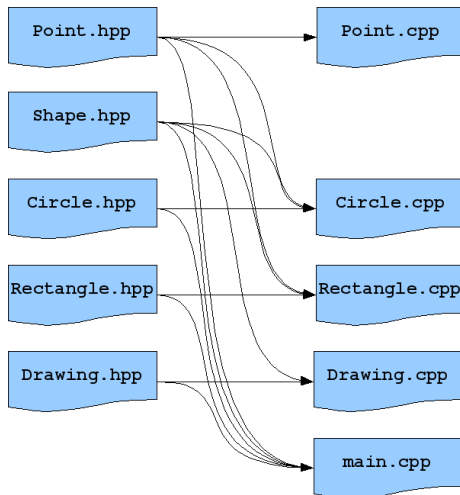 Point.hpp
Point.cpp
Shape.hpp
Circle.hpp
Circle.cpp
Rectangle.hpp
Rectangle.cpp
Drawing.hpp
Drawing.cpp
main.cpp